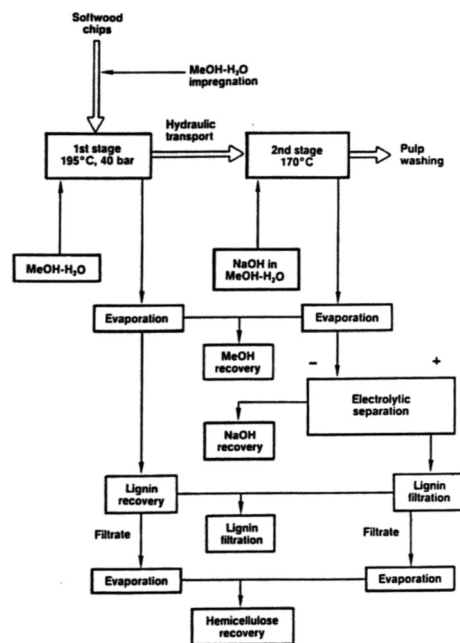 Softwood
chips
MeOH-H₂O
impregnation
Hydraulic
transport
1st stage
195°C, 40 bar
2nd stage
170°C
Pulp
washing
MeOH-H₂O
NaOH in
MeOH-H₂O
Evaporation
Evaporation
MeOH
recovery
−
+
Electrolytic
separation
NaOH
recovery
Lignin
recovery
Lignin
filtration
Lignin
filtration
Filtrate
Filtrate
Evaporation
Evaporation
Hemicellulose
recovery